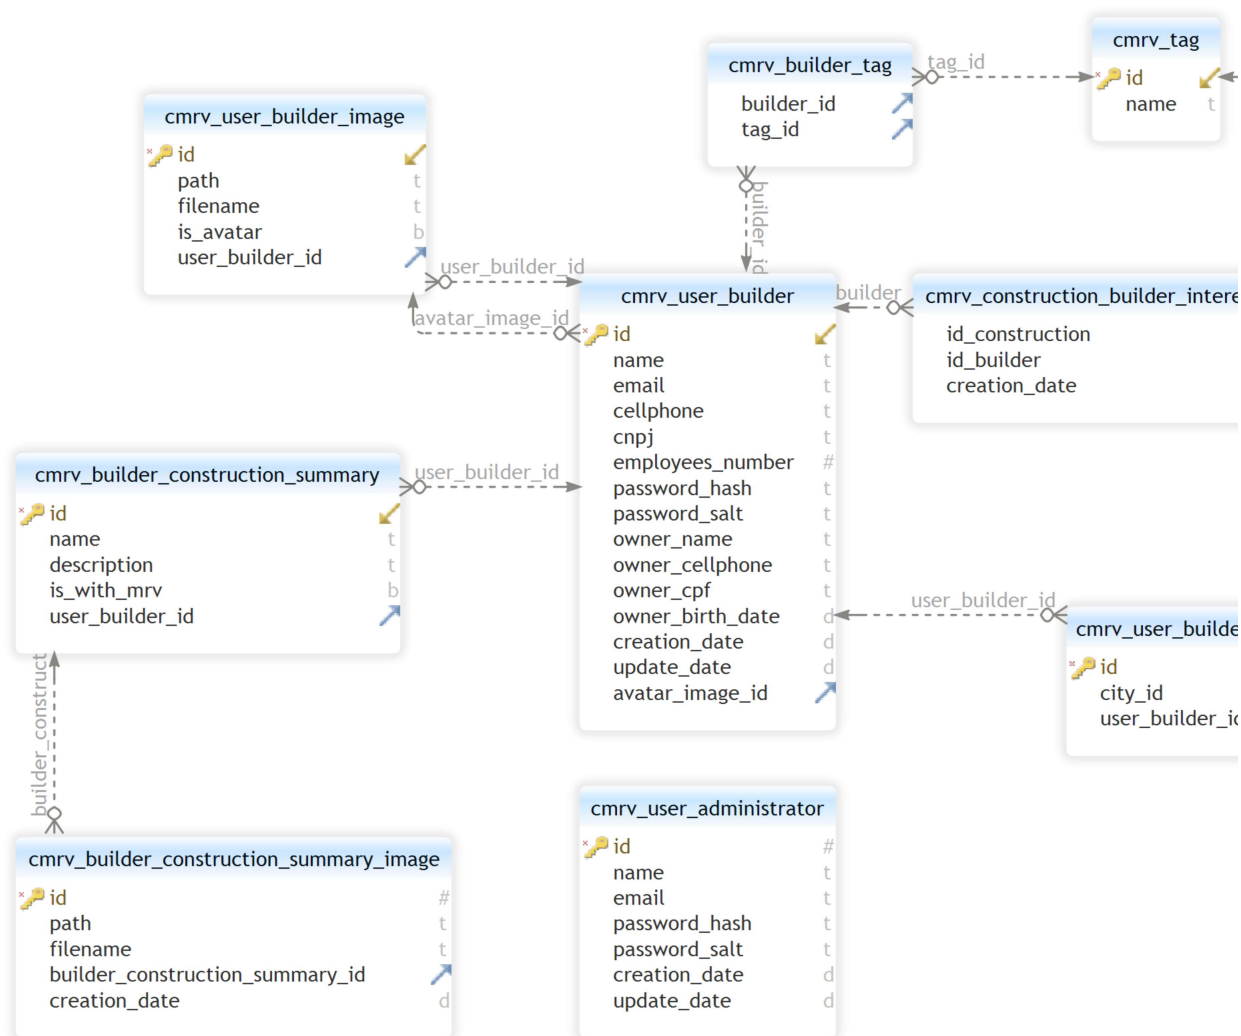 cmrv_tag
id
name t
cmrv_builder_tag
builder_id
tag_id
tag_id
builder_id
cmrv_user_builder_image
id
path t
filename t
is_avatar b
user_builder_id
user_builder_id
avatar_image_id
cmrv_user_builder
id
name t
email t
cellphone t
cnpj t
employees_number #
password_hash t
password_salt t
owner_name t
owner_cellphone t
owner_cpf t
owner_birth_date d
creation_date d
update_date d
avatar_image_id
builder
cmrv_construction_builder_intere
id_construction
id_builder
creation_date
cmrv_builder_construction_summary
id
name t
description t
is_with_mrv b
user_builder_id
user_builder_id
user_builder_id
cmrv_user_builde
id
city_id
user_builder_id
builder_construct
cmrv_builder_construction_summary_image
id #
path t
filename t
builder_construction_summary_id
creation_date d
cmrv_user_administrator
id #
name t
email t
password_hash t
password_salt t
creation_date d
update_date d